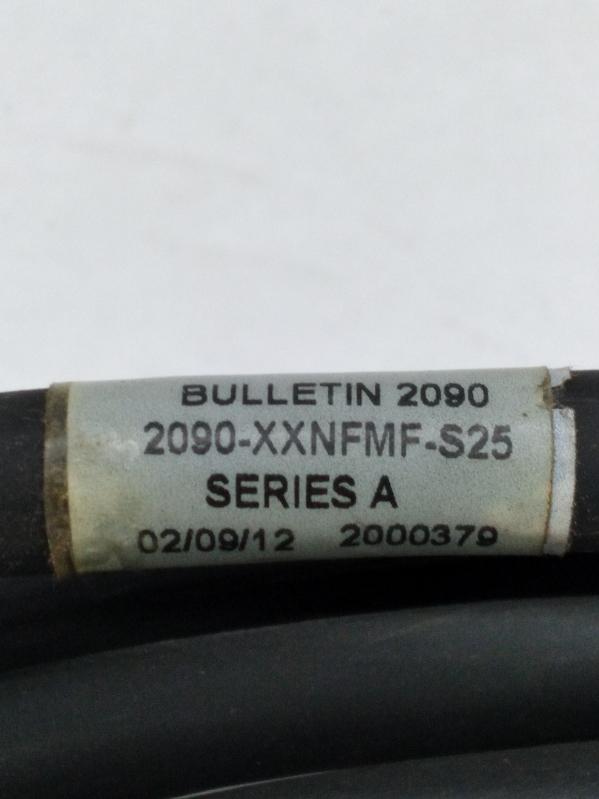 BULLETIN 2090
2090-XXNFMF-S25
SERIES A
02/09/12 2000379